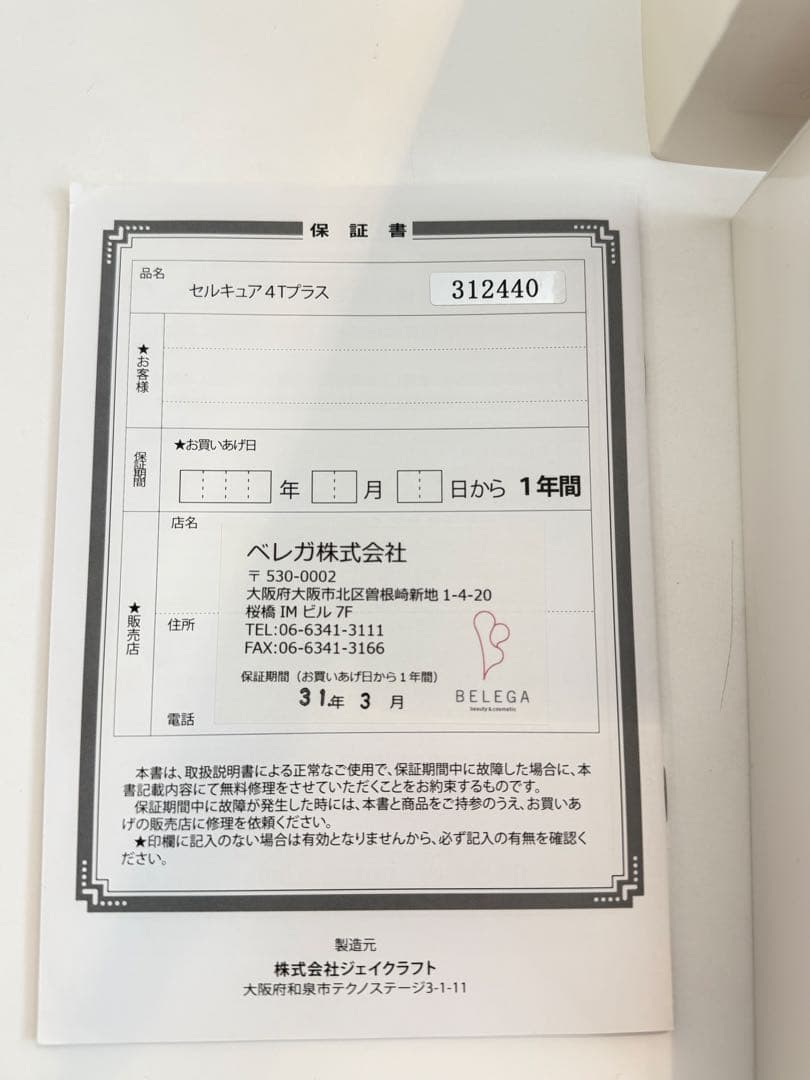 保証書
品名
セルキュア4Tプラス
312440
★お客様
保証期間
★お買いあげ日
年 月 日から 1年間
★販売店
店名
ベレガ株式会社
〒530-0002
大阪府大阪市北区曽根崎新地 1-4-20
桜橋 IM ビル 7F
住所
TEL:06-6341-3111
FAX:06-6341-3166
保証期間（お買いあげ日から1年間）
31年 3 月
電話
BELEGA
beauty & cosmetic
本書は、取扱説明書による正常なご使用で、保証期間中に故障した場合に、本
書記載内容にて無料修理をさせていただくことをお約束するものです。
保証期間中に故障が発生した時には、本書と商品をご持参のうえ、お買いあ
げの販売店に修理を依頼ください。
★印欄に記入のない場合は有効となりませんから、必ず記入の有無を確認く
ださい。
製造元
株式会社ジェイクラフト
大阪府和泉市テクノステージ3-1-11